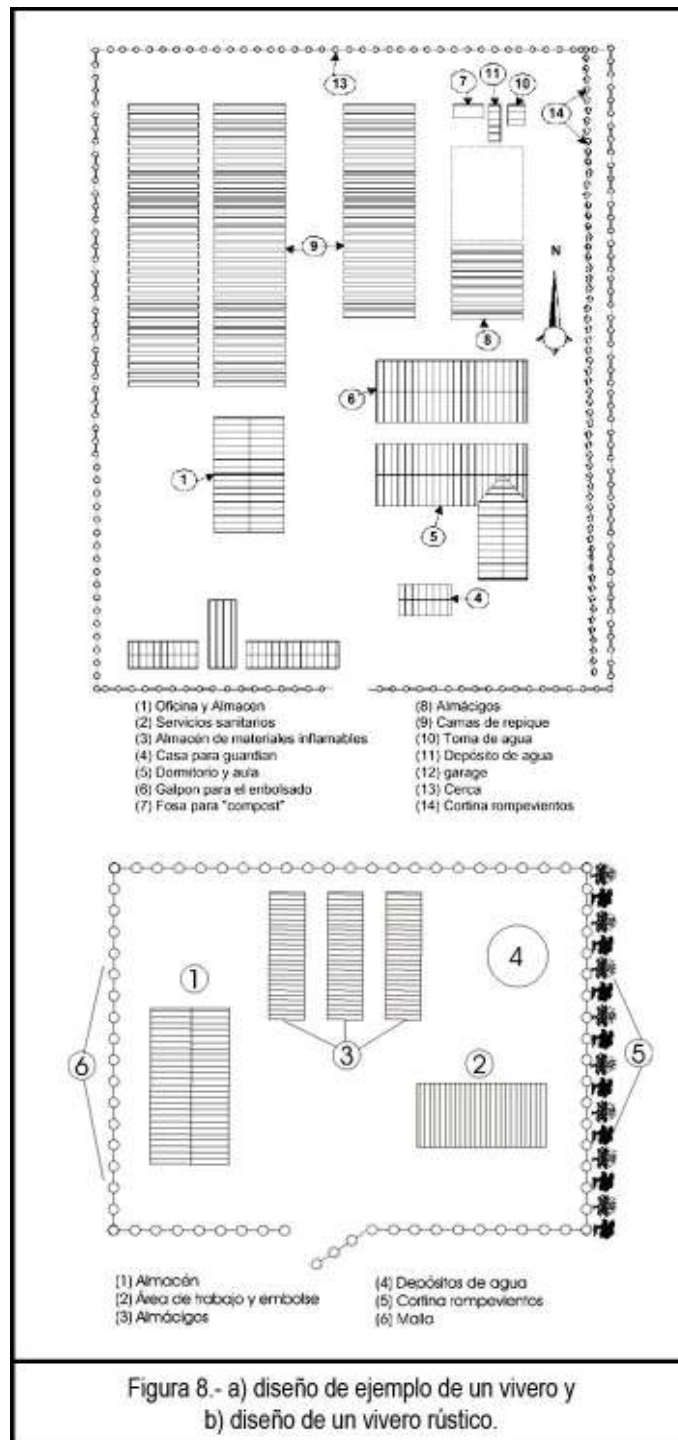 13
7
11
10
14
N
9
8
6
1
5
4
(1) Oficina y Almacen
(2) Servicios sanitarios
(3) Almacén de materiales inflamables
(4) Casa para guardian
(5) Dormitorio y aula
(6) Galpon para el embolsado
(7) Fosa para "compost"
(8) Almácigos
(9) Camas de repique
(10) Toma de agua
(11) Depósito de agua
(12) garage
(13) Cerca
(14) Cortina rompevientos
1
4
6
3
2
5
(1) Almacén
(2) Área de trabajo y embolse
(3) Almácigos
(4) Depósitos de agua
(5) Cortina rompevientos
(6) Malla
Figura 8.- a) diseño de ejemplo de un vivero y
b) diseño de un vivero rústico.